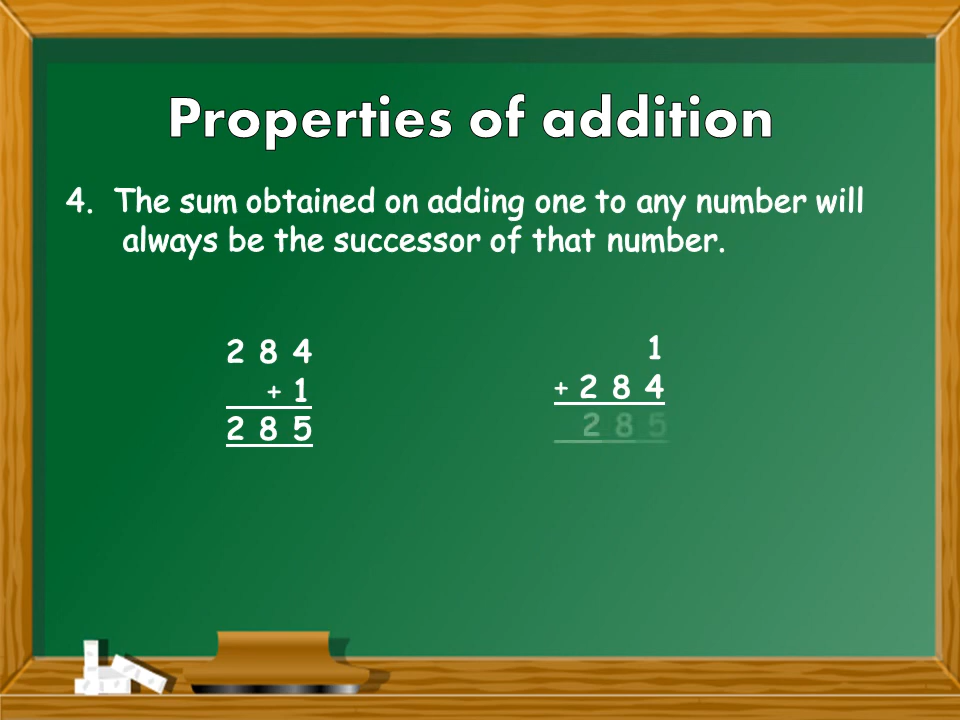 Properties of addition
4. The sum obtained on adding one to any number will
always be the successor of that number.
2 8 4
+ 1
2 8 5
1
+ 2 8 4
2 8 5